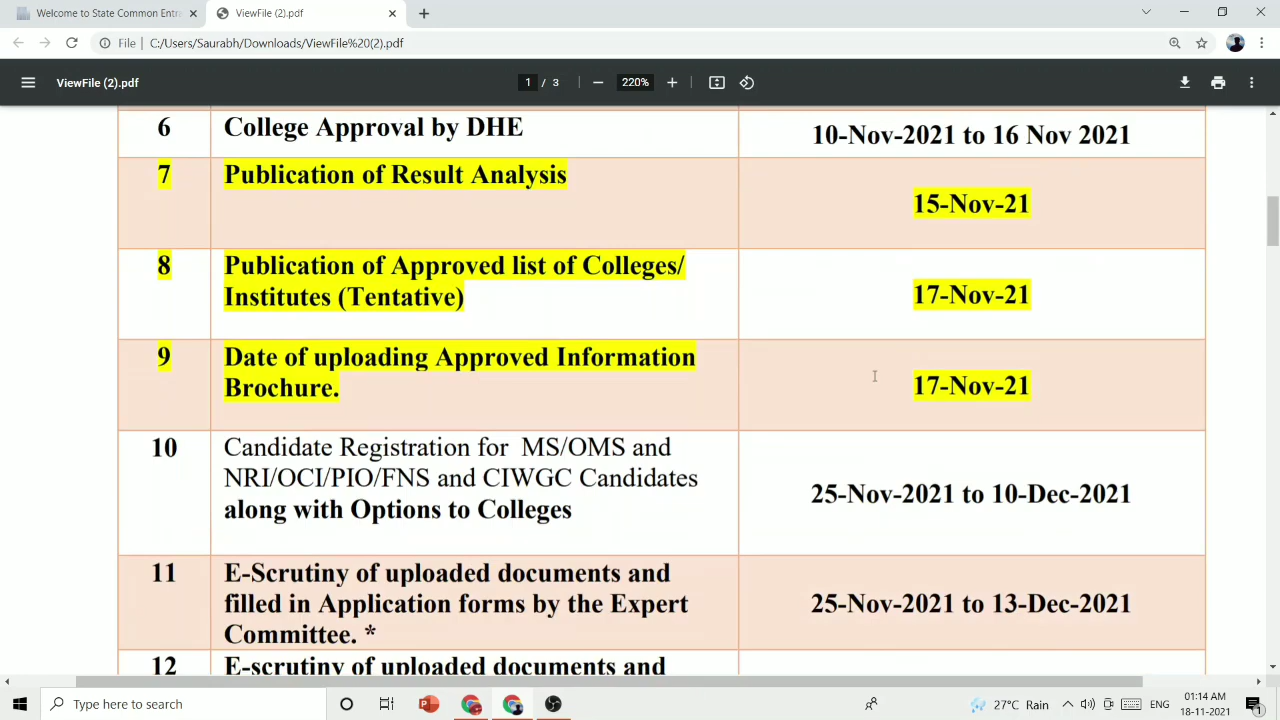 Welcome to State Common Entr
ViewFile (2).pdf
File
C:/Users/Saurabh/Downloads/ViewFile%20(2).pdf
ViewFile (2).pdf
1 / 3
220%
6 College Approval by DHE 10-Nov-2021 to 16 Nov 2021
7 Publication of Result Analysis 15-Nov-21
8 Publication of Approved list of Colleges/
Institutes (Tentative) 17-Nov-21
9 Date of uploading Approved Information
Brochure. 17-Nov-21
10 Candidate Registration for MS/OMS and
NRI/OCI/PIO/FNS and CIWGC Candidates
along with Options to Colleges 25-Nov-2021 to 10-Dec-2021
11 E-Scrutiny of uploaded documents and
filled in Application forms by the Expert 25-Nov-2021 to 13-Dec-2021
Committee. *
12 E-scrutiny of uploaded documents and
Type here to search
27°C Rain
ENG
01:14 AM
18-11-2021